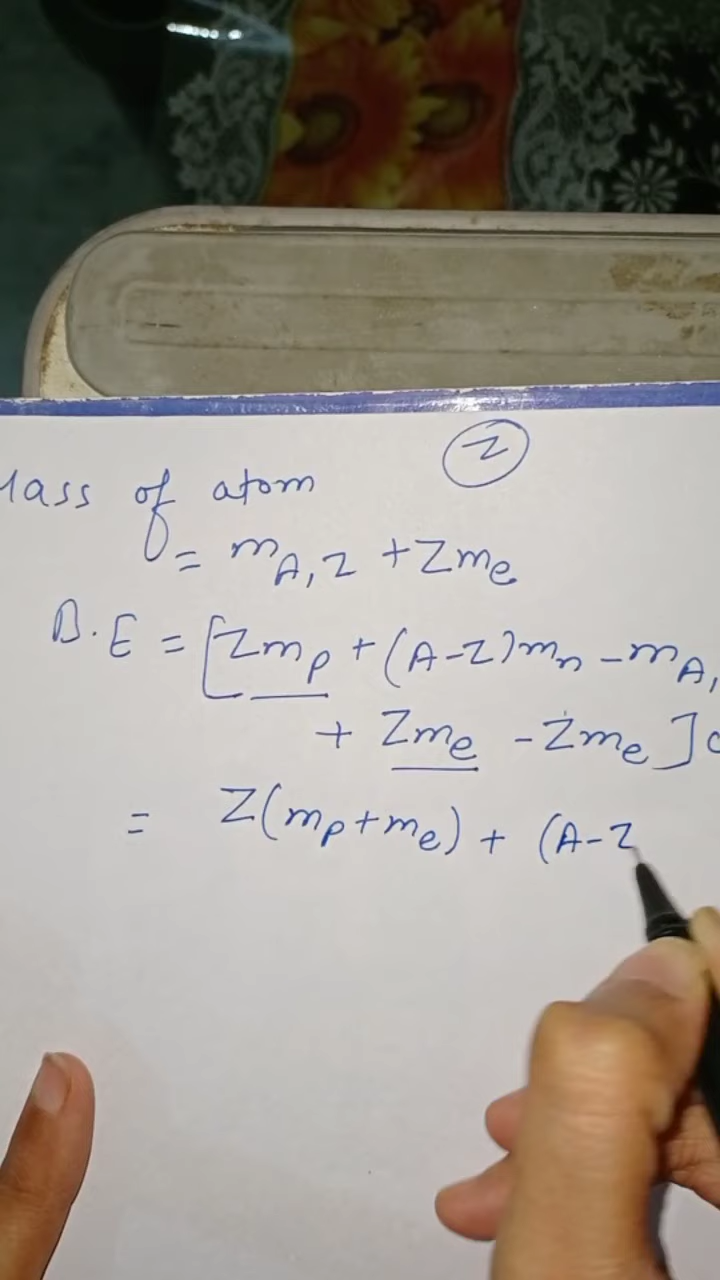 ②
Mass of atom
= m_{A,Z} + Zm_e
B.E = [Zm_p + (A-Z)m_n - m_{A,
+ Zm_e - Zm_e]c
= Z(m_p+m_e) + (A-Z